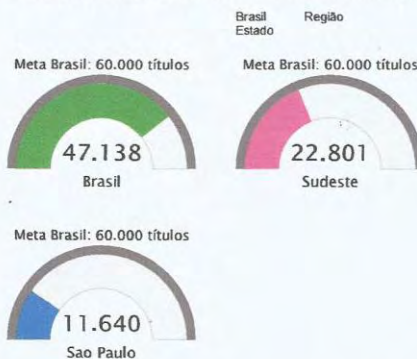 Brasil Região
Estado
Meta Brasil: 60.000 títulos
47.138
Brasil
Meta Brasil: 60.000 títulos
22.801
Sudeste
Meta Brasil: 60.000 títulos
11.640
Sao Paulo